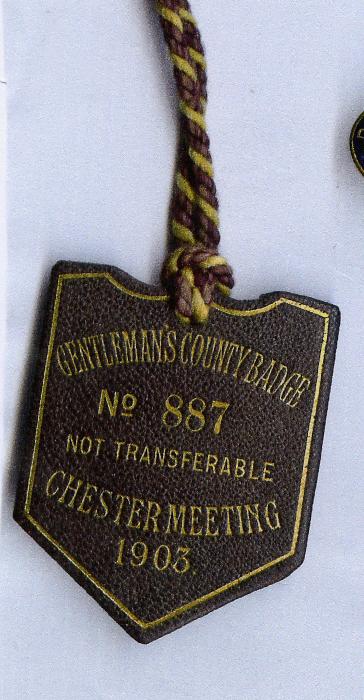 GENTLEMAN'S COUNTY BADGE
No 887
NOT TRANSFERABLE
CHESTER MEETING
1903.